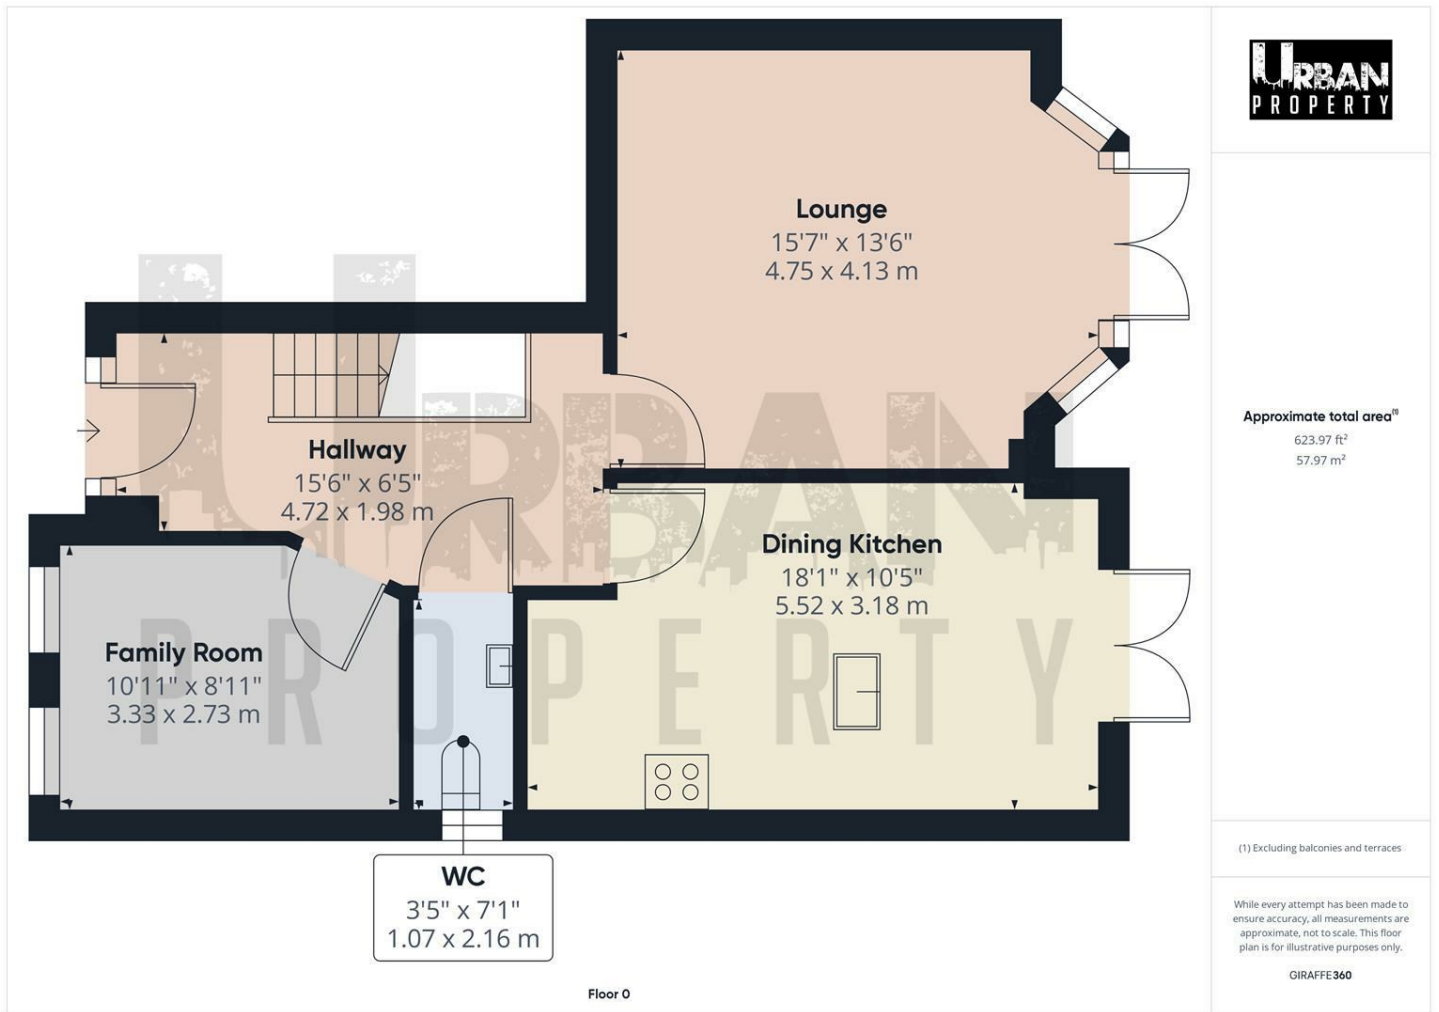 Lounge
15'7" x 13'6"
4.75 x 4.13 m
Hallway
15'6" x 6'5"
4.72 x 1.98 m
Dining Kitchen
18'1" x 10'5"
5.52 x 3.18 m
Family Room
10'11" x 8'11"
3.33 x 2.73 m
WC
3'5" x 7'1"
1.07 x 2.16 m
Floor 0
URBAN
PROPERTY
URBAN
PROPERTY
Approximate total area(1)
623.97 ft²
57.97 m²
(1) Excluding balconies and terraces
While every attempt has been made to
ensure accuracy, all measurements are
approximate, not to scale. This floor
plan is for illustrative purposes only.
GIRAFFE360